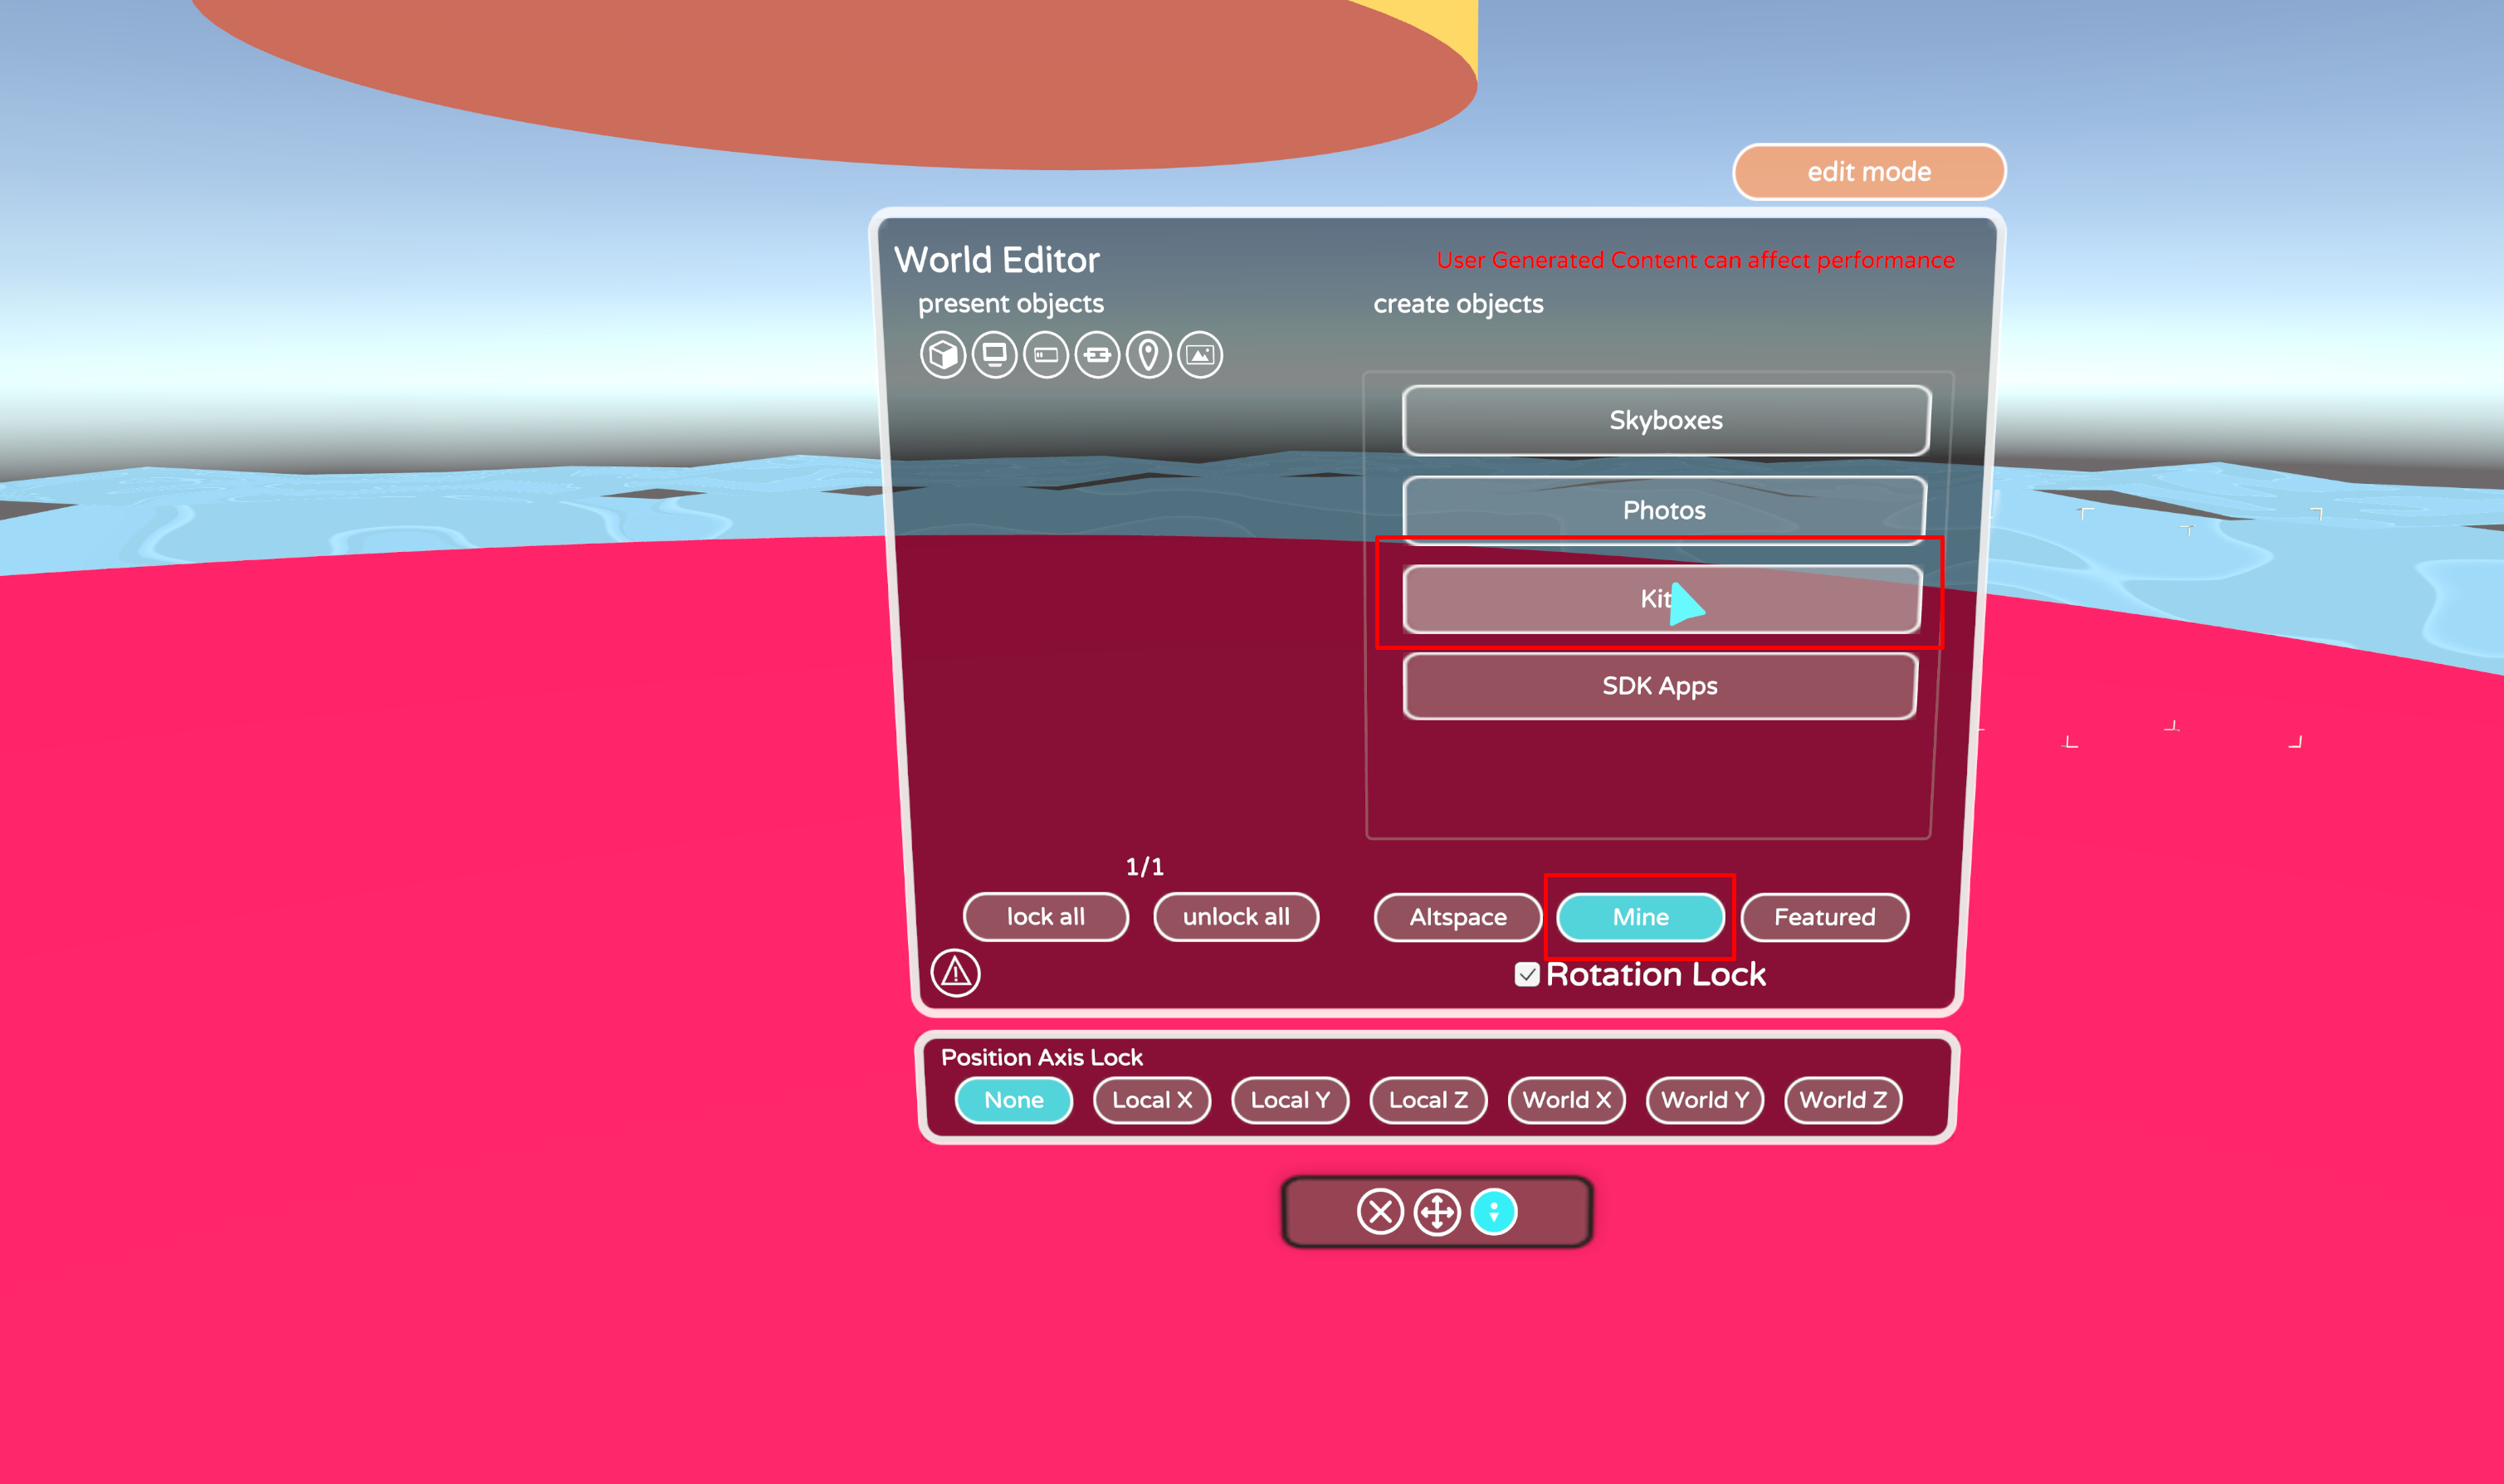 edit mode
World Editor
User Generated Content can affect performance
present objects
create objects
Skyboxes
Photos
Kit
SDK Apps
1/1
lock all
unlock all
Altspace
Mine
Featured
Rotation Lock
Position Axis Lock
None
Local X
Local Y
Local Z
World X
World Y
World Z